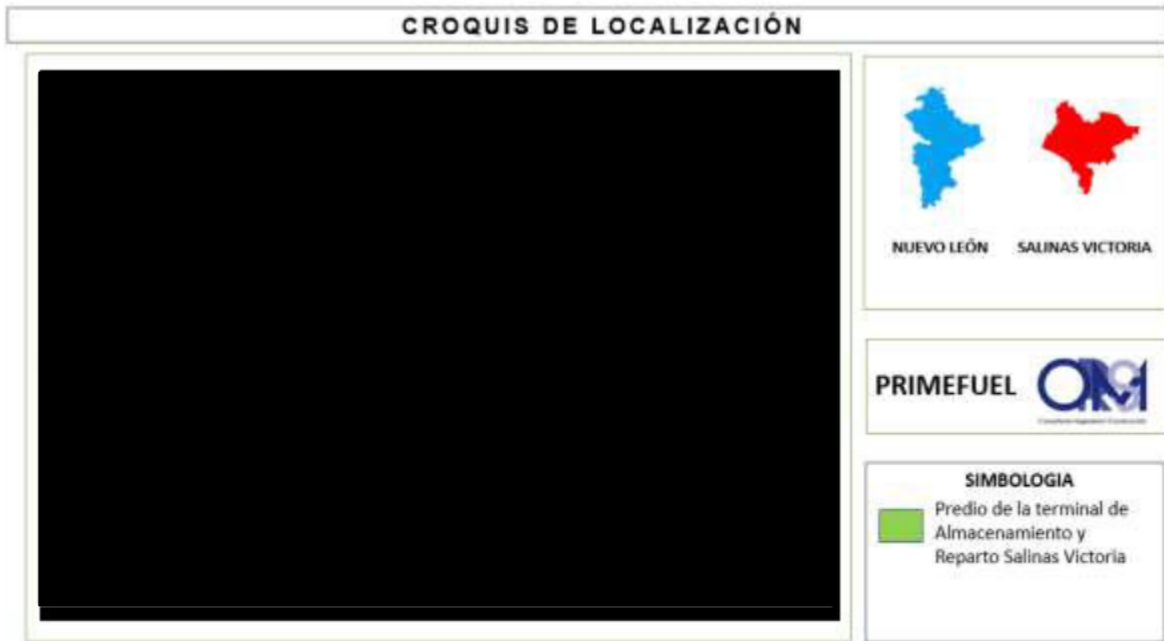 CROQUIS DE LOCALIZACIÓN
NUEVO LEÓN
SALINAS VICTORIA
PRIMEFUEL
SIMBOLOGIA
Predio de la terminal de
Almacenamiento y
Reparto Salinas Victoria